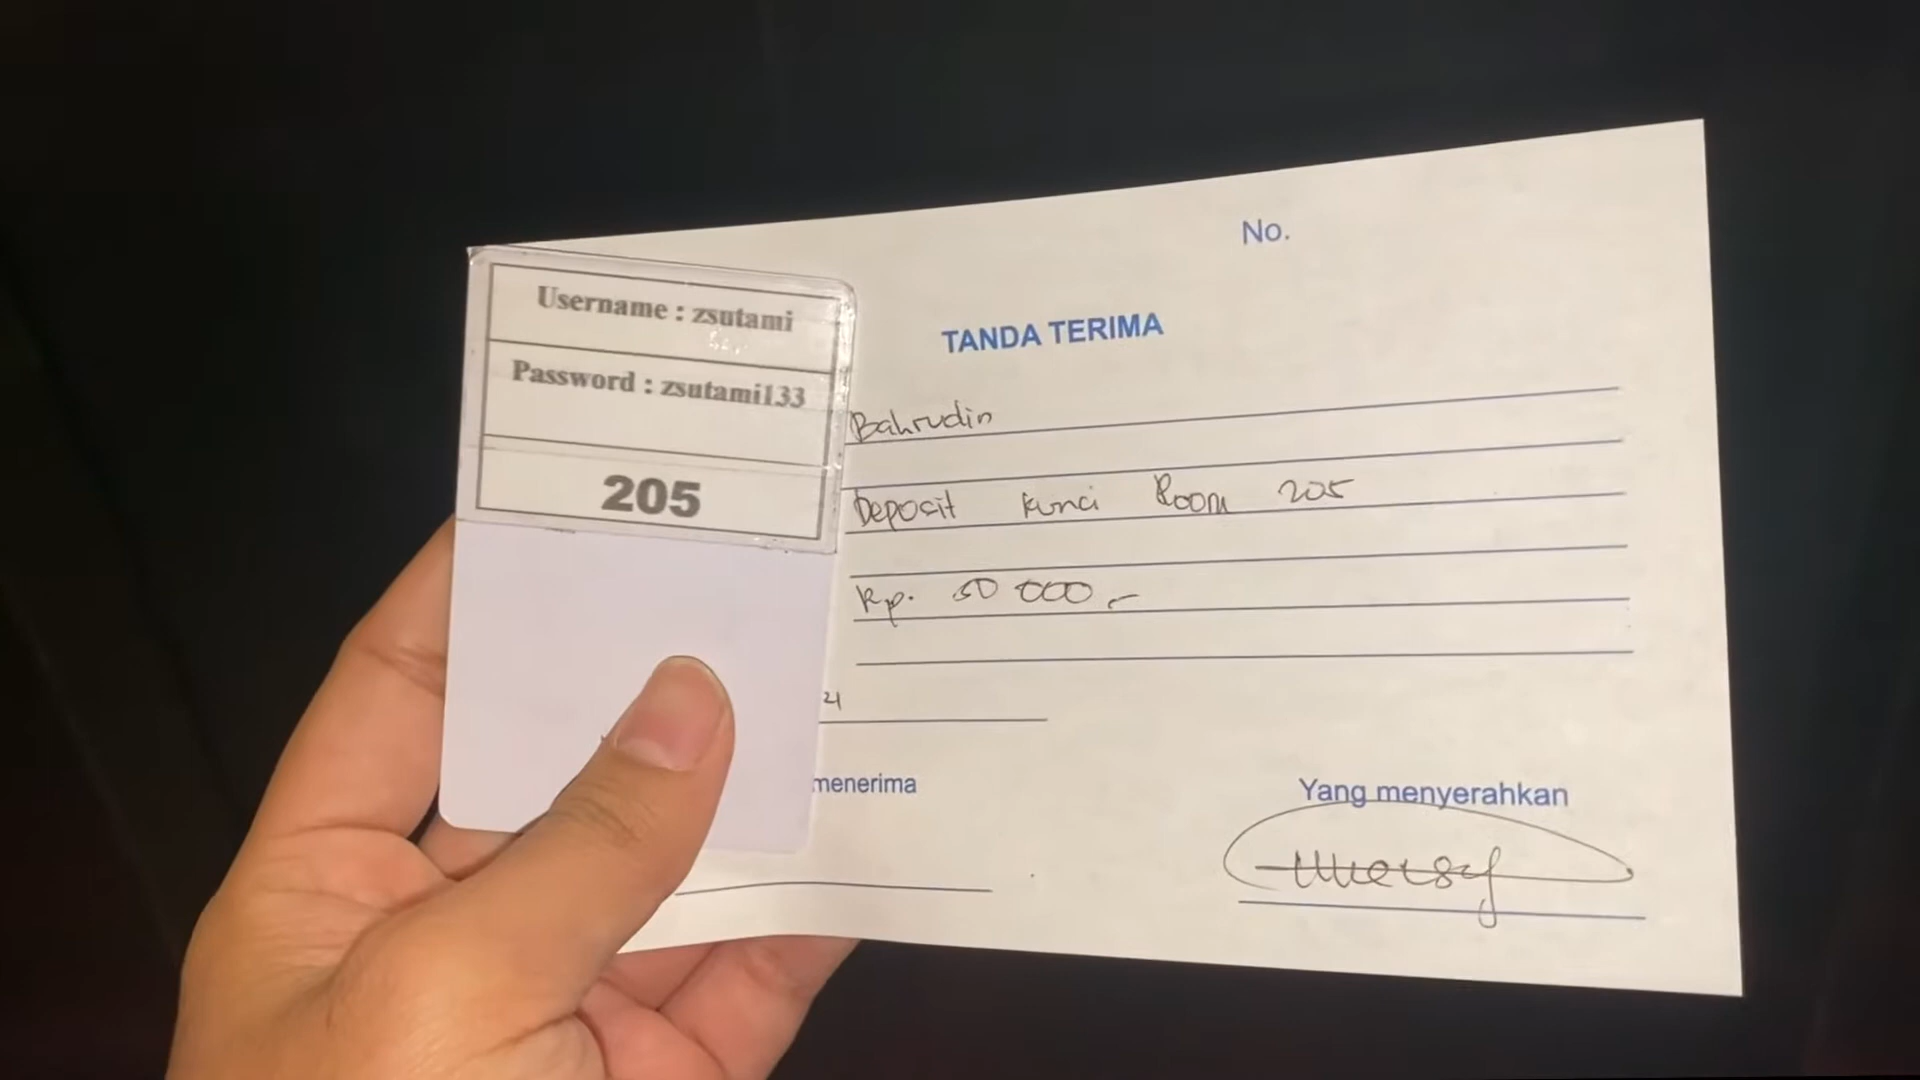 Username : zsutami
Password : zsutami133
205
No.
TANDA TERIMA
Bahrudin
Deposit kunci Room 205
Rp. 50 000,-
21
menerima
Yang menyerahkan